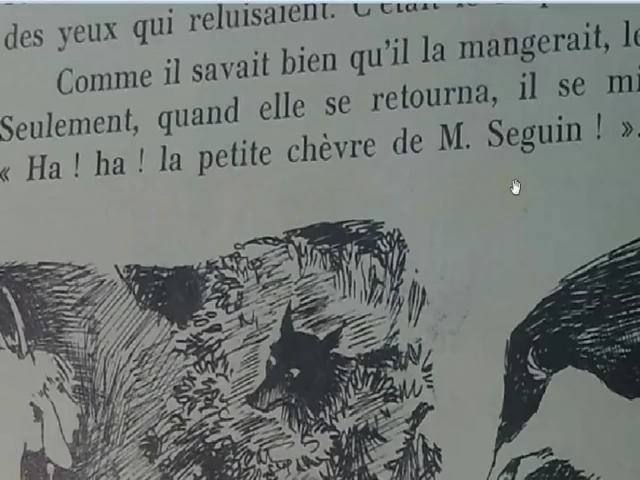 des yeux qui reluisaient. C'était
Comme il savait bien qu'il la mangerait, le
Seulement, quand elle se retourna, il se mi
« Ha ! ha ! la petite chèvre de M. Seguin ! ».